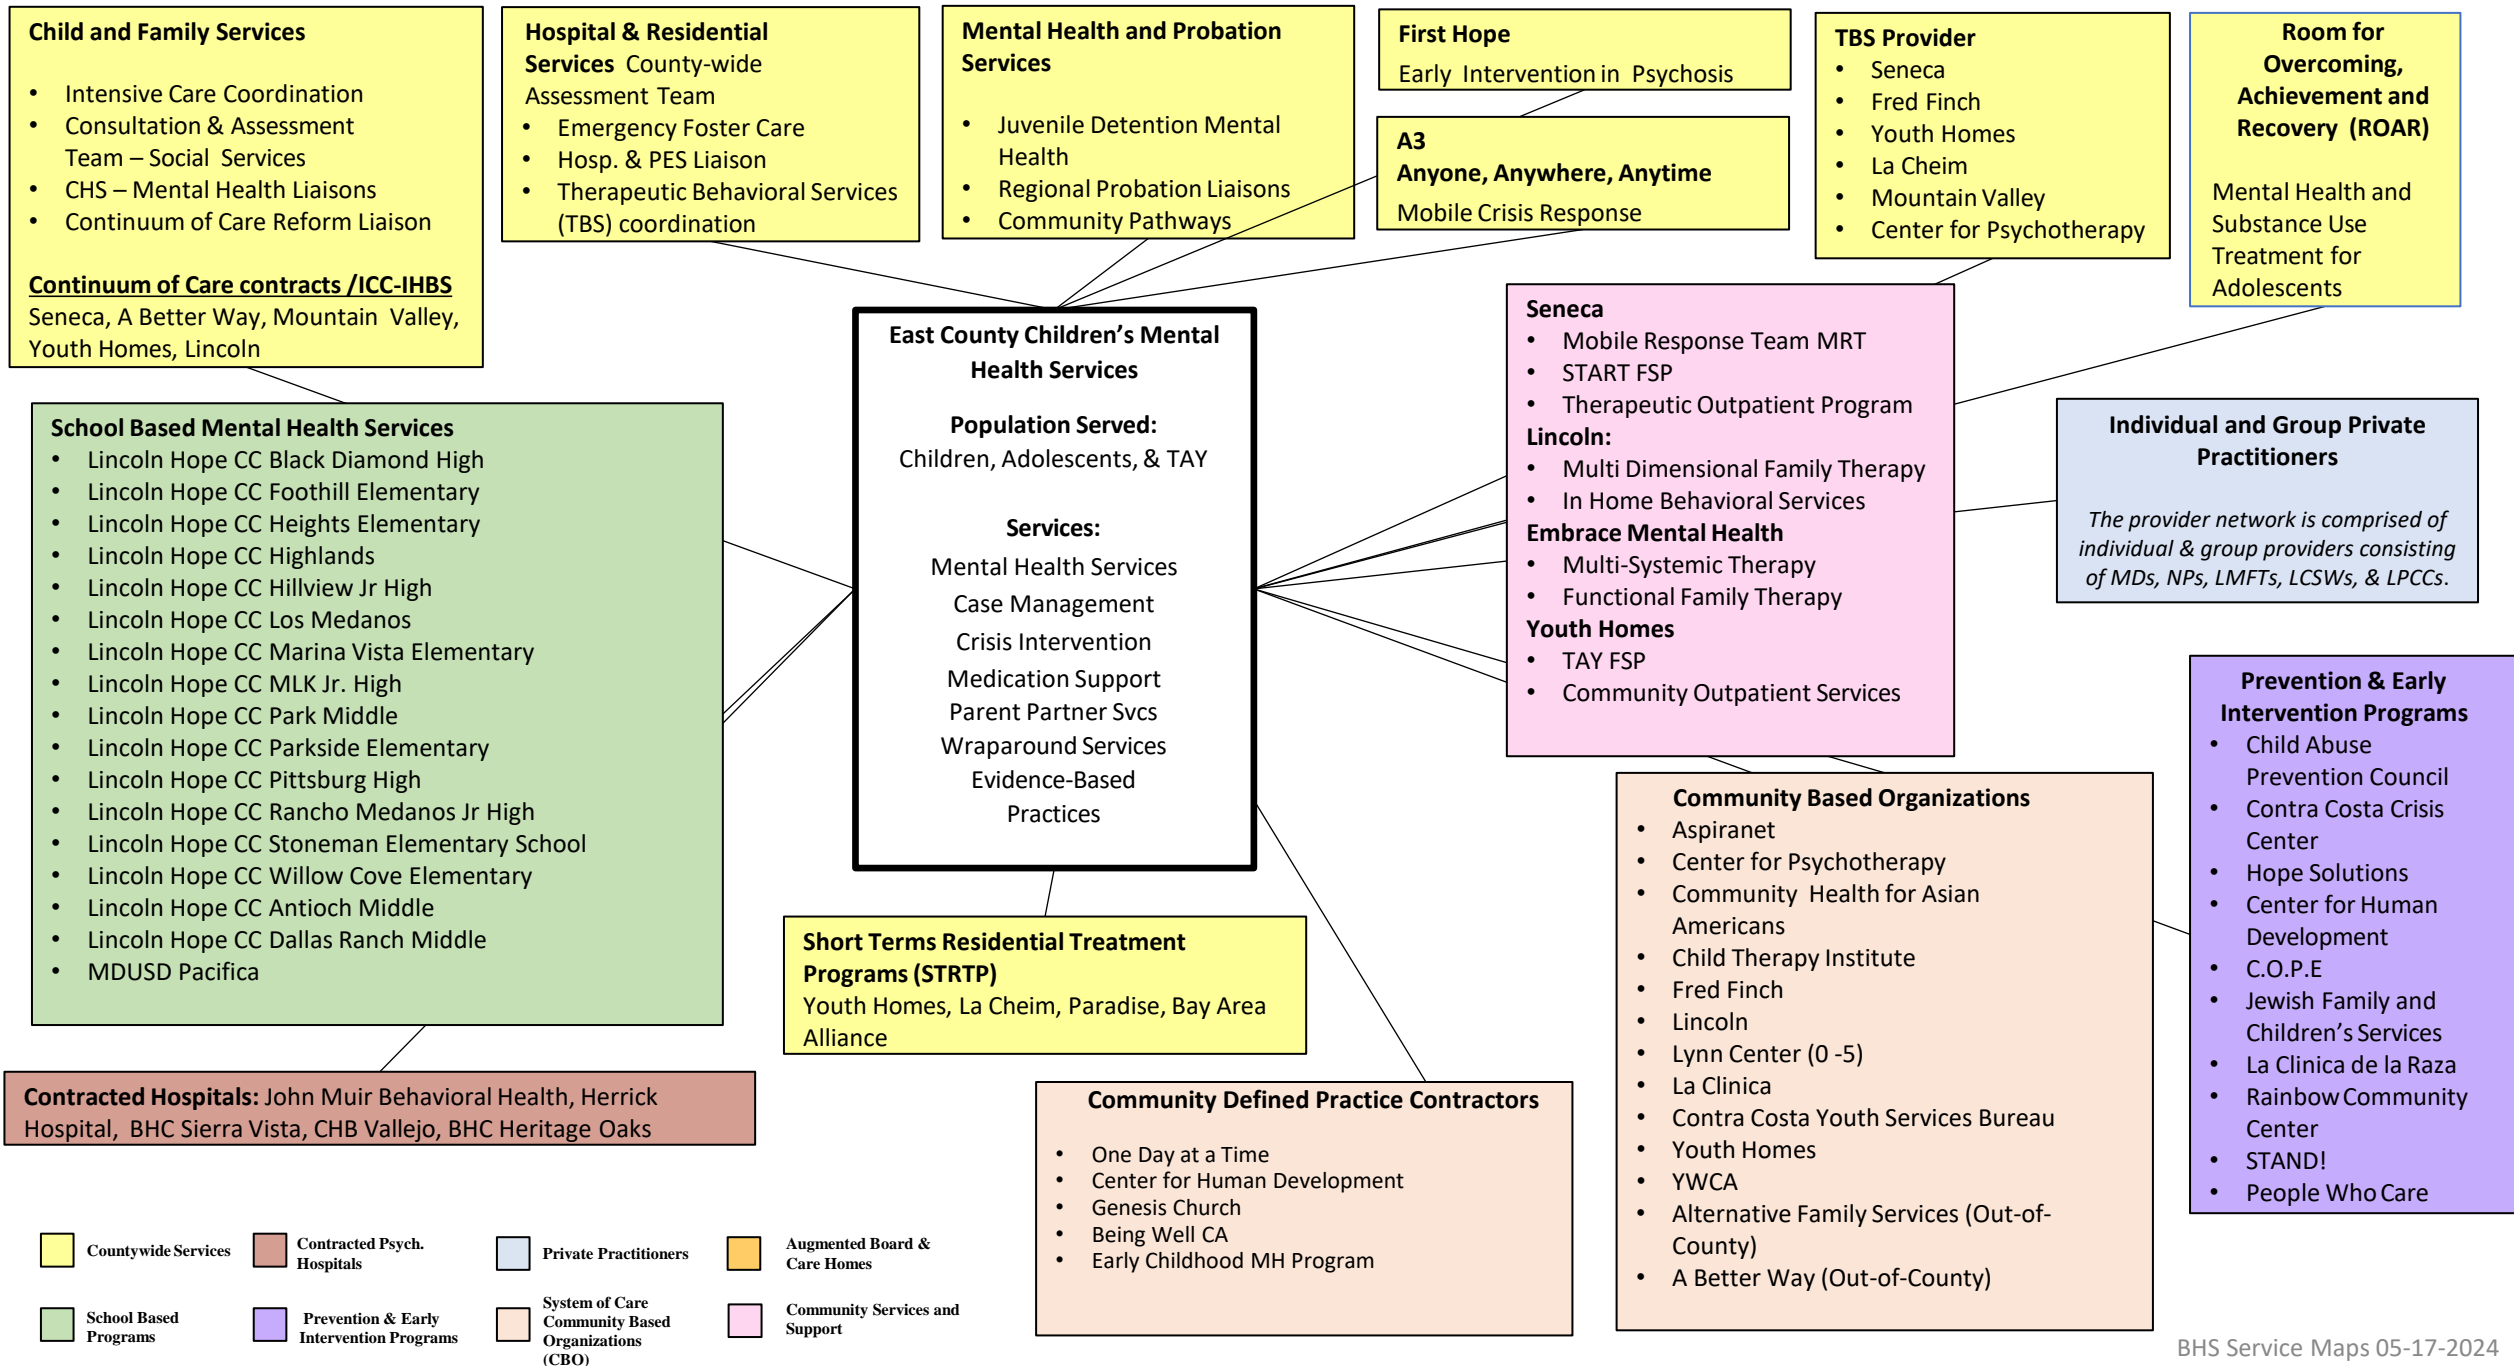 Child and Family Services
• Intensive Care Coordination
• Consultation & Assessment
Team – Social Services
• CHS – Mental Health Liaisons
• Continuum of Care Reform Liaison
Continuum of Care contracts /ICC-IHBS
Seneca, A Better Way, Mountain Valley,
Youth Homes, Lincoln
Hospital & Residential
Services County-wide
Assessment Team
• Emergency Foster Care
• Hosp. & PES Liaison
• Therapeutic Behavioral Services
(TBS) coordination
Mental Health and Probation
Services
• Juvenile Detention Mental
Health
• Regional Probation Liaisons
• Community Pathways
First Hope
Early Intervention in Psychosis
A3
Anyone, Anywhere, Anytime
Mobile Crisis Response
TBS Provider
• Seneca
• Fred Finch
• Youth Homes
• La Cheim
• Mountain Valley
• Center for Psychotherapy
Room for
Overcoming,
Achievement and
Recovery (ROAR)
Mental Health and
Substance Use
Treatment for
Adolescents
School Based Mental Health Services
• Lincoln Hope CC Black Diamond High
• Lincoln Hope CC Foothill Elementary
• Lincoln Hope CC Heights Elementary
• Lincoln Hope CC Highlands
• Lincoln Hope CC Hillview Jr High
• Lincoln Hope CC Los Medanos
• Lincoln Hope CC Marina Vista Elementary
• Lincoln Hope CC MLK Jr. High
• Lincoln Hope CC Park Middle
• Lincoln Hope CC Parkside Elementary
• Lincoln Hope CC Pittsburg High
• Lincoln Hope CC Rancho Medanos Jr High
• Lincoln Hope CC Stoneman Elementary School
• Lincoln Hope CC Willow Cove Elementary
• Lincoln Hope CC Antioch Middle
• Lincoln Hope CC Dallas Ranch Middle
• MDUSD Pacifica
East County Children’s Mental
Health Services
Population Served:
Children, Adolescents, & TAY
Services:
Mental Health Services
Case Management
Crisis Intervention
Medication Support
Parent Partner Svcs
Wraparound Services
Evidence-Based
Practices
Seneca
• Mobile Response Team MRT
• START FSP
• Therapeutic Outpatient Program
Lincoln:
• Multi Dimensional Family Therapy
• In Home Behavioral Services
Embrace Mental Health
• Multi-Systemic Therapy
• Functional Family Therapy
Youth Homes
• TAY FSP
• Community Outpatient Services
Individual and Group Private
Practitioners
The provider network is comprised of
individual & group providers consisting
of MDs, NPs, LMFTs, LCSWs, & LPCCs.
Prevention & Early
Intervention Programs
• Child Abuse
Prevention Council
• Contra Costa Crisis
Center
• Hope Solutions
• Center for Human
Development
• C.O.P.E
• Jewish Family and
Children’s Services
• La Clinica de la Raza
• Rainbow Community
Center
• STAND!
• People Who Care
Community Based Organizations
• Aspiranet
• Center for Psychotherapy
• Community Health for Asian
Americans
• Child Therapy Institute
• Fred Finch
• Lincoln
• Lynn Center (0 -5)
• La Clinica
• Contra Costa Youth Services Bureau
• Youth Homes
• YWCA
• Alternative Family Services (Out-of-
County)
• A Better Way (Out-of-County)
Short Terms Residential Treatment
Programs (STRTP)
Youth Homes, La Cheim, Paradise, Bay Area
Alliance
Contracted Hospitals: John Muir Behavioral Health, Herrick
Hospital, BHC Sierra Vista, CHB Vallejo, BHC Heritage Oaks
Community Defined Practice Contractors
• One Day at a Time
• Center for Human Development
• Genesis Church
• Being Well CA
• Early Childhood MH Program
Countywide Services
Contracted Psych.
Hospitals
Private Practitioners
Augmented Board &
Care Homes
School Based
Programs
Prevention & Early
Intervention Programs
System of Care
Community Based
Organizations
(CBO)
Community Services and
Support
BHS Service Maps 05-17-2024